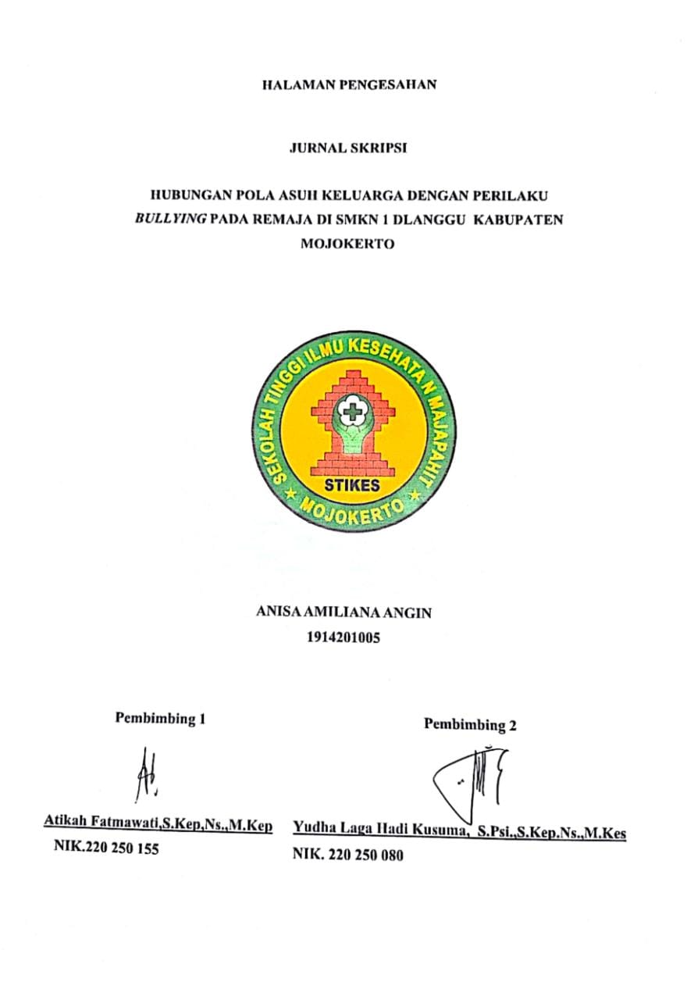 HALAMAN PENGESAHAN
JURNAL SKRIPSI
HUBUNGAN POLA ASUH KELUARGA DENGAN PERILAKU
BULLYING PADA REMAJA DI SMKN 1 DLANGGU KABUPATEN
MOJOKERTO
SEKOLAH TINGGI ILMU KESEHATAN MAJAPAHIT
STIKES
MOJOKERTO
ANISA AMILIANA ANGIN
1914201005
Pembimbing 1
Pembimbing 2
Atikah Fatmawati,S.Kep,Ns.,M.Kep
Yudha Laga Hadi Kusuma, S.Psi.,S.Kep.Ns.,M.Kes
NIK.220 250 155
NIK. 220 250 080